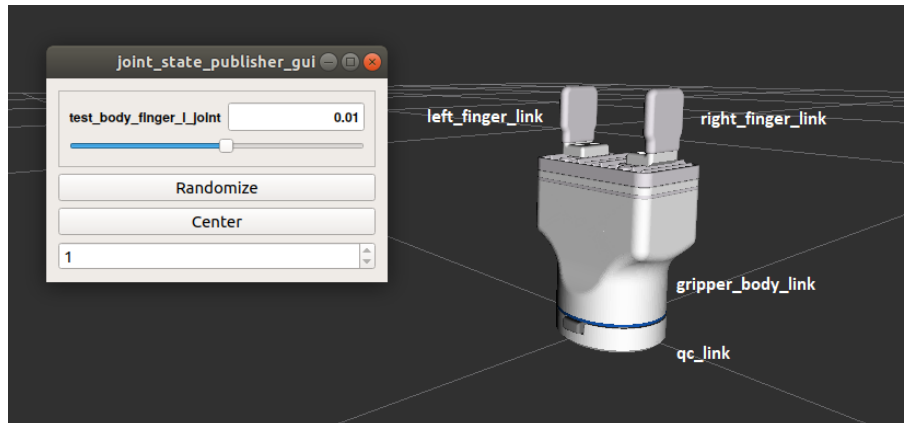 joint_state_publisher_gui
test_body_finger_l_joint 0.01
Randomize
Center
1
left_finger_link
right_finger_link
gripper_body_link
qc_link